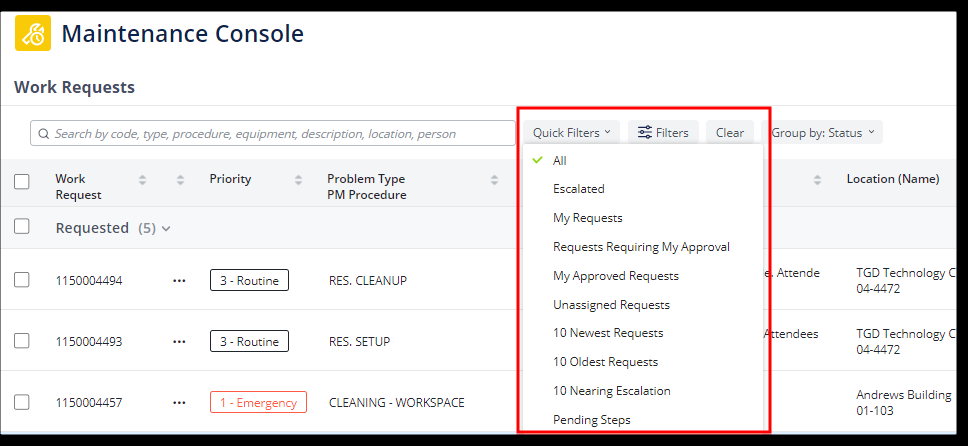 Maintenance Console
Work Requests
Search by code, type, procedure, equipment, description, location, person
Quick Filters
Filters
Clear
Group by: Status
Work
Request
Priority
Problem Type
PM Procedure
Location (Name)
All
Escalated
My Requests
Requests Requiring My Approval
My Approved Requests
Unassigned Requests
10 Newest Requests
10 Oldest Requests
10 Nearing Escalation
Pending Steps
Requested (5)
1150004494 ••• 3 - Routine RES. CLEANUP
e. Attende
TGD Technology C
04-4472
1150004493 ••• 3 - Routine RES. SETUP
Attendees
TGD Technology C
04-4472
1150004457 ••• 1 - Emergency CLEANING - WORKSPACE
Andrews Building
01-103